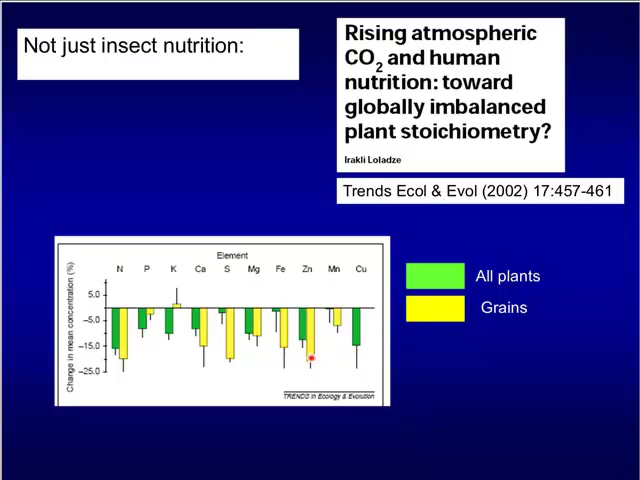 Not just insect nutrition:
Rising atmospheric
CO2 and human
nutrition: toward
globally imbalanced
plant stoichiometry?
Irakli Loladze
Trends Ecol & Evol (2002) 17:457-461
Element
N P K Ca S Mg Fe Zn Mn Cu
Change in mean concentration (%)
5.0
−5.0
−15.0
−25.0
TRENDS in Ecology & Evolution
All plants
Grains